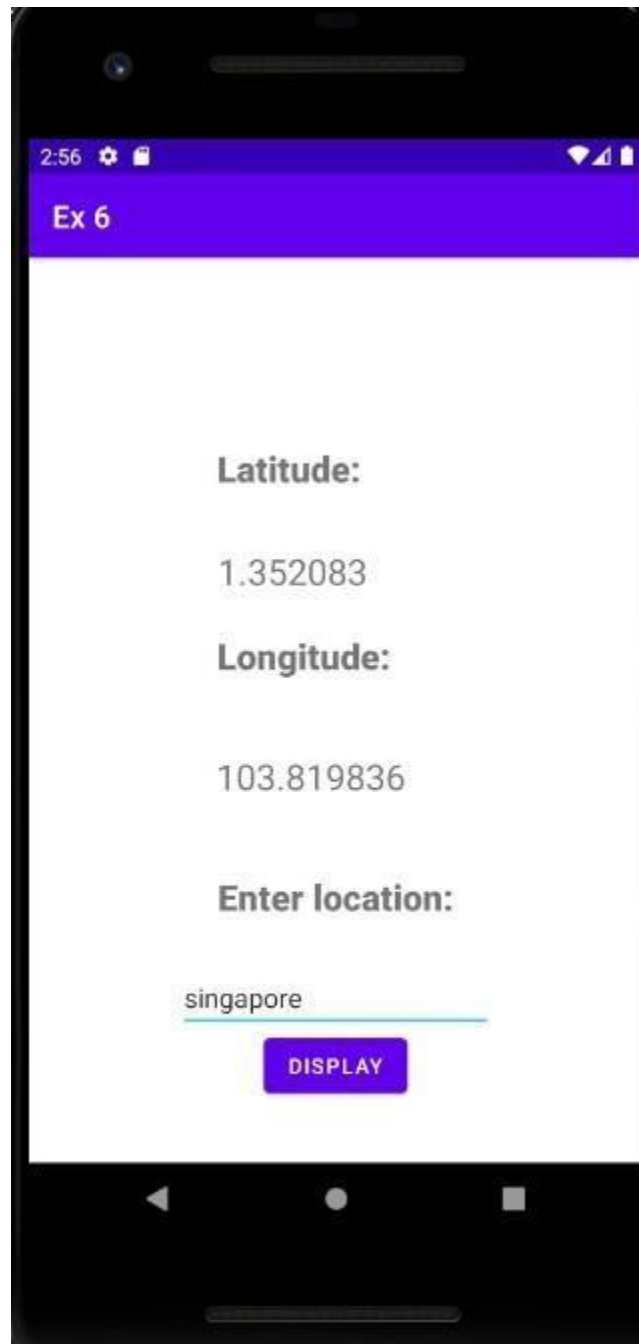 2:56
Ex 6
Latitude:
1.352083
Longitude:
103.819836
Enter location:
singapore
DISPLAY